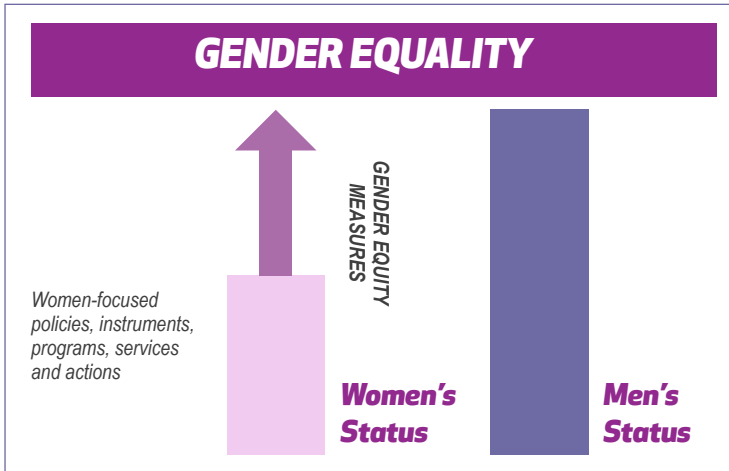 GENDER EQUALITY
GENDER EQUITY
MEASURES
Women-focused
policies, instruments,
programs, services
and actions
Women's
Status
Men's
Status